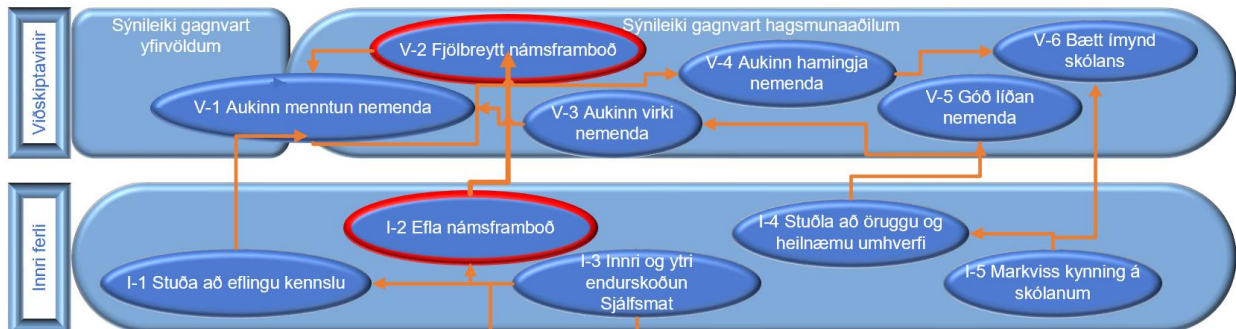 Viðskiptavinir
Sýnileiki gagnvart
yfirvöldum
Sýnileiki gagnvart hagsmunaaðilum
V-2 Fjölbreytt námsframboð
V-6 Bætt ímynd
skólans
V-4 Aukin hamingja
nemenda
V-1 Aukinn menntun nemenda
V-3 Aukinn virki
nemenda
V-5 Góð líðan
nemenda
Innri ferli
I-2 Efla námsframboð
I-4 Stuðla að öruggu og
heilnæmu umhverfi
I-1 Stuða að eflingu kennslu
I-3 Innri og ytri
endurskoðun
Sjálfsmat
I-5 Markviss kynning á
skólanum